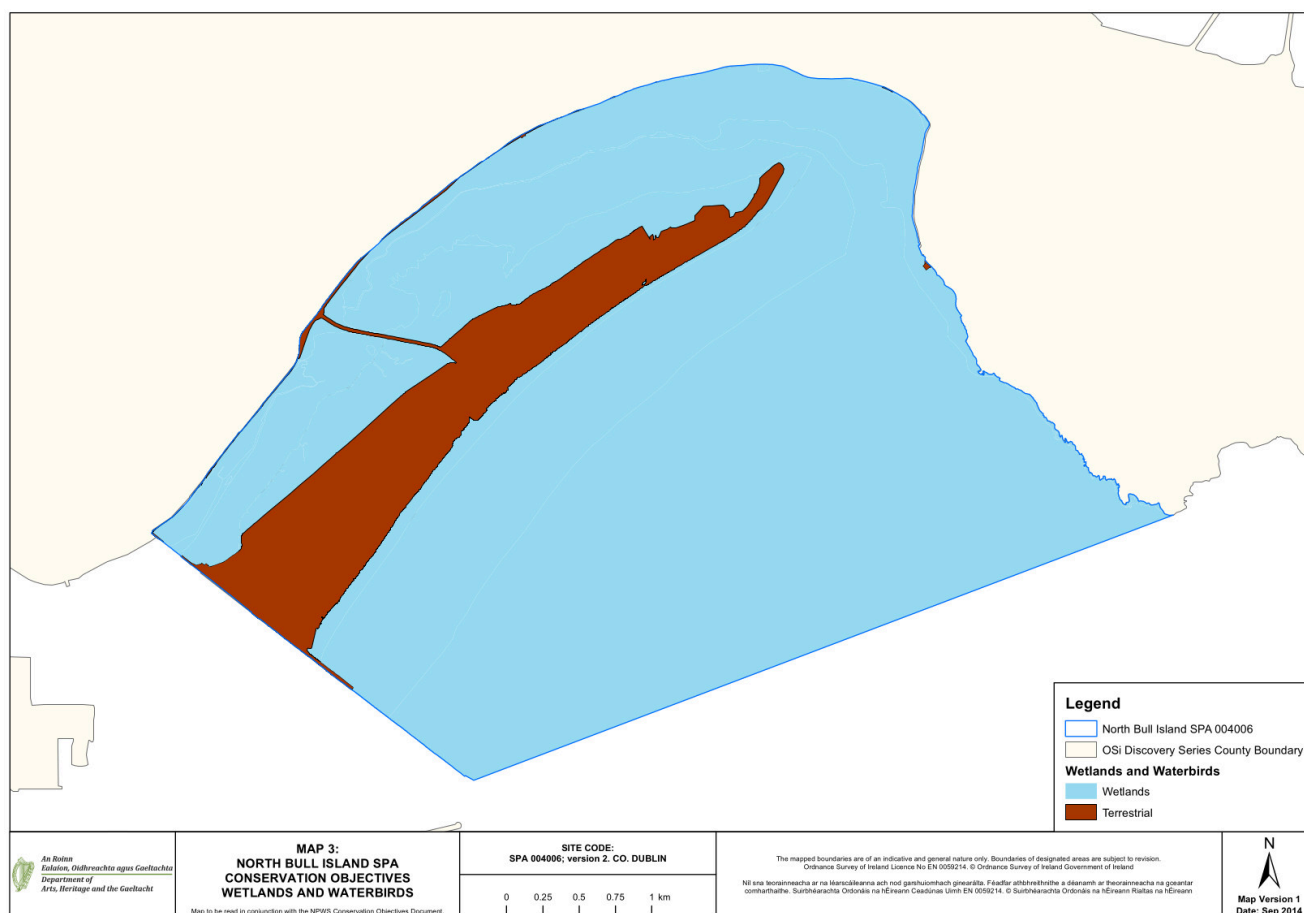 Legend
North Bull Island SPA 004006
OSi Discovery Series County Boundary
Wetlands and Waterbirds
Wetlands
Terrestrial
An Roinn
Ealaíon, Oidhreachta agus Gaeltachta
Department of
Arts, Heritage and the Gaeltacht
MAP 3:
NORTH BULL ISLAND SPA
CONSERVATION OBJECTIVES
WETLANDS AND WATERBIRDS
Map to be read in conjunction with the NPWS Conservation Objectives Document
SITE CODE:
SPA 004006; version 2. CO. DUBLIN
0 0.25 0.5 0.75 1 km
The mapped boundaries are of an indicative and general nature only. Boundaries of designated areas are subject to revision.
Ordnance Survey of Ireland Licence No EN 0059214. © Ordnance Survey of Ireland Government of Ireland
Níl sna teorainneacha ar na léarscáileanna ach nod garshuiomhach ginearálta. Féadfar athbhreithnithe a déanamh ar theorainneacha na gceantar
comharthaithe. Suirbhéarachta Ordonáis na hÉireann Ceadúnas Uimh EN 0059214. © Suirbhéarachta Ordonáis na hÉireann Rialtas na hÉireann
N
Map Version 1
Date: Sep 2014